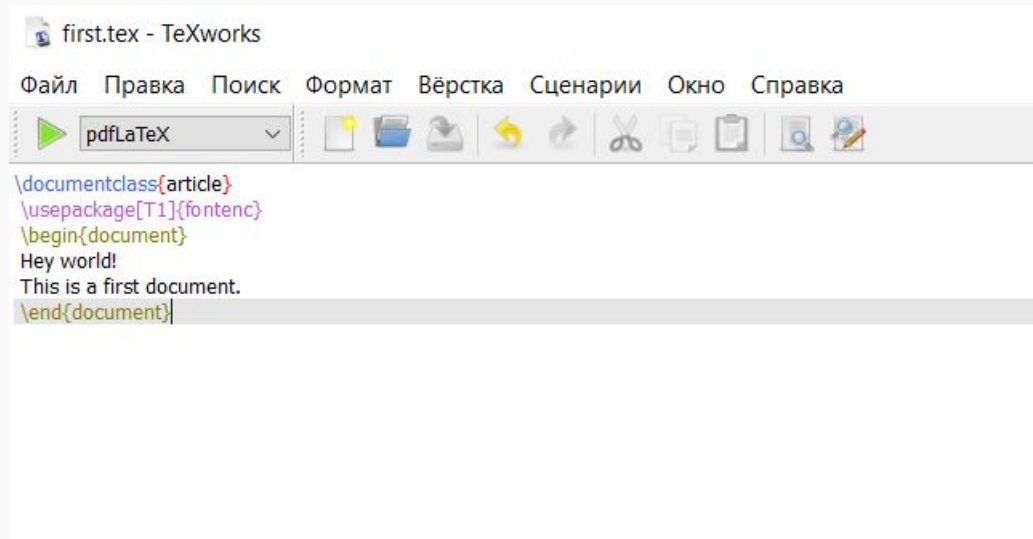 first.tex - TeXworks
Файл Правка Поиск Формат Вёрстка Сценарии Окно Справка
pdfLaTeX
\documentclass{article}
\usepackage[T1]{fontenc}
\begin{document}
Hey world!
This is a first document.
\end{document}